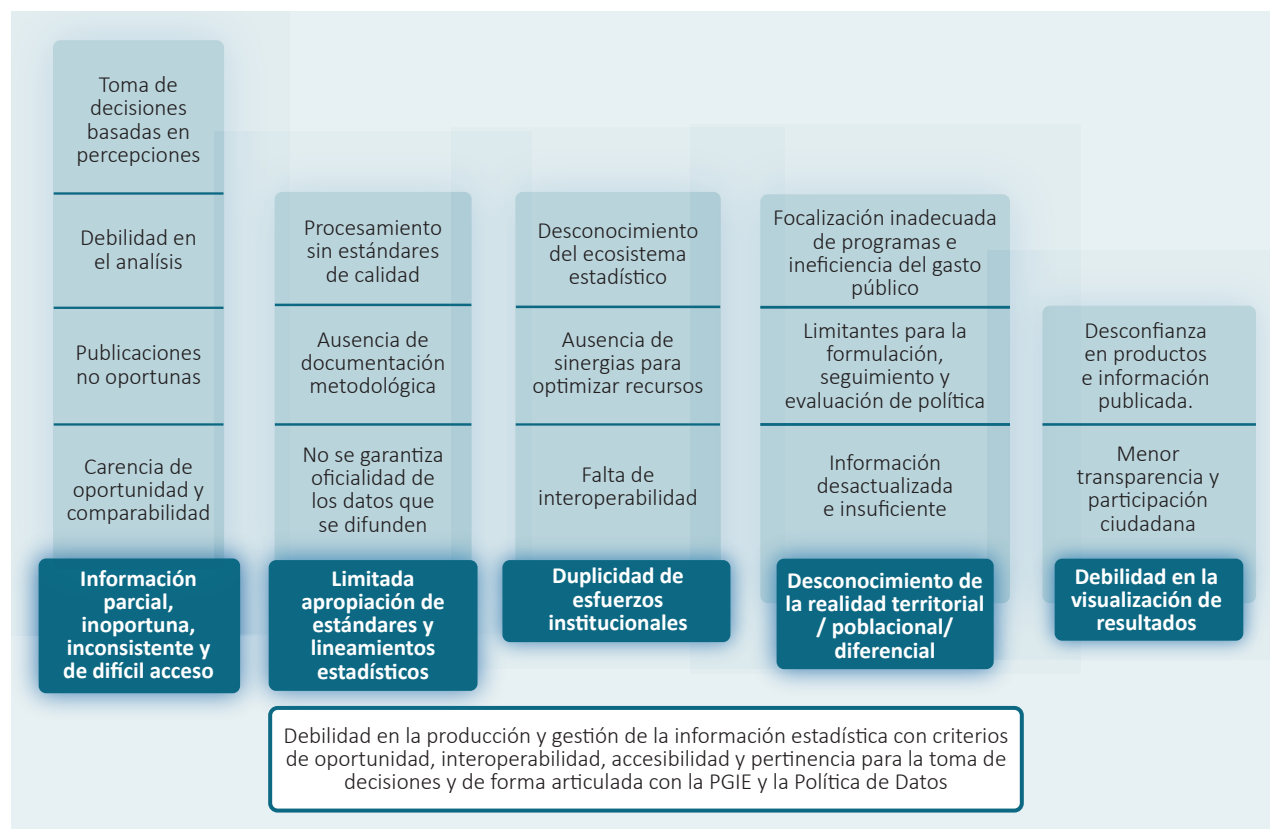 Toma de
decisiones
basadas en
percepciones
Debilidad en
el analísis
Publicaciones
no oportunas
Carencia de
oportunidad y
comparabilidad
Información
parcial,
inoportuna,
inconsistente y
de difícil acceso
Procesamiento
sin estándares
de calidad
Ausencia de
documentación
metodológica
No se garantiza
oficialidad de
los datos que
se difunden
Limitada
apropiación de
estándares y
lineamientos
estadísticos
Desconocimiento
del ecosistema
estadístico
Ausencia de
sinergias para
optimizar recursos
Falta de
interoperabilidad
Duplicidad de
esfuerzos
institucionales
Focalización inadecuada
de programas e
ineficiencia del gasto
público
Limitantes para la
formulación,
seguimiento y
evaluación de política
Información
desactualizada
e insuficiente
Desconocimiento de
la realidad territorial
/ poblacional/
diferencial
Desconfianza
en productos
e información
publicada.
Menor
transparencia y
participación
ciudadana
Debilidad en la
visualización de
resultados
Debilidad en la producción y gestión de la información estadística con criterios
de oportunidad, interoperabilidad, accesibilidad y pertinencia para la toma de
decisiones y de forma articulada con la PGIE y la Política de Datos